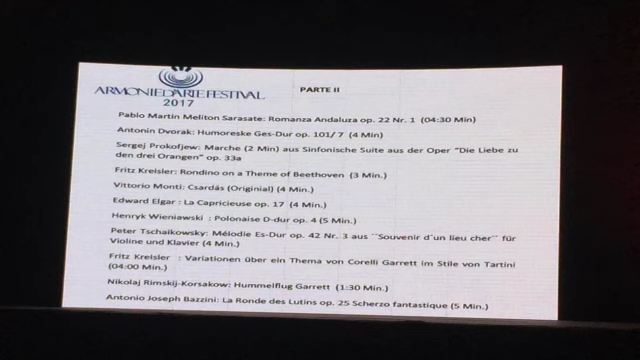 ARMONIED'ARTEFESTIVAL
2017
PARTE II
Pablo Martin Meliton Sarasate: Romanza Andaluza op. 22 Nr. 1 (04:30 Min)
Antonin Dvorak: Humoreske Ges-Dur op. 101/ 7 (4 Min)
Sergej Prokofjew: Marche (2 Min) aus Sinfonische Suite aus der Oper "Die Liebe zu
den drei Orangen" op. 33a
Fritz Kreisler: Rondino on a Theme of Beethoven (3 Min.)
Vittorio Monti: Csardás (Originial) (4 Min.)
Edward Elgar : La Capricieuse op. 17 (4 Min.)
Henryk Wieniawski : Polonaise D-dur op. 4 (5 Min.)
Peter Tschaikowsky: Mélodie Es-Dur op. 42 Nr. 3 aus ´´Souvenir d´un lieu cher´´ für
Violine und Klavier (4 Min.)
Fritz Kreisler : Variationen über ein Thema von Corelli Garrett im Stile von Tartini
(04:00 Min.)
Nikolaj Rimskij-Korsakow: Hummelflug Garrett (1:30 Min.)
Antonio Joseph Bazzini: La Ronde des Lutins op. 25 Scherzo fantastique (5 Min.)